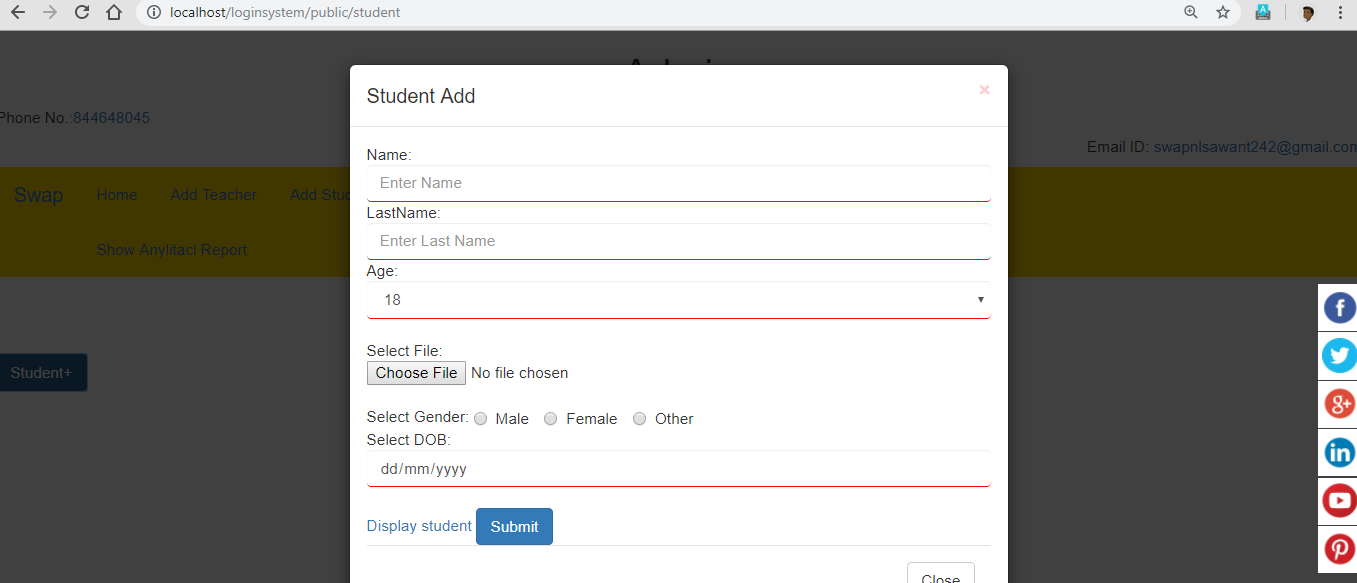 localhost/loginsystem/public/student
Student Add ×
Phone No.:844648045
Email ID: swapnlsawant242@gmail.com
Swap Home Add Teacher Add Stud
Show Anylitacl Report
Name:
Enter Name
LastName:
Enter Last Name
Age:
18
Select File:
Choose File No file chosen
Student+
Select Gender: Male Female Other
Select DOB:
dd/mm/yyyy
Display student Submit
Close